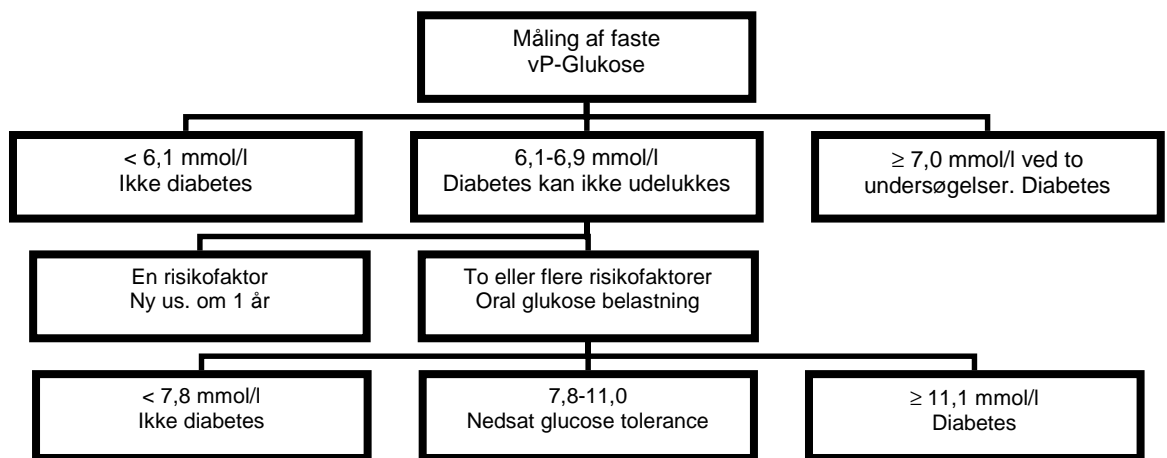 Måling af faste
vP-Glukose
< 6,1 mmol/l
Ikke diabetes
6,1-6,9 mmol/l
Diabetes kan ikke udelukkes
≥ 7,0 mmol/l ved to
undersøgelser. Diabetes
En risikofaktor
Ny us. om 1 år
To eller flere risikofaktorer
Oral glukose belastning
< 7,8 mmol/l
Ikke diabetes
7,8-11,0
Nedsat glucose tolerance
≥ 11,1 mmol/l
Diabetes